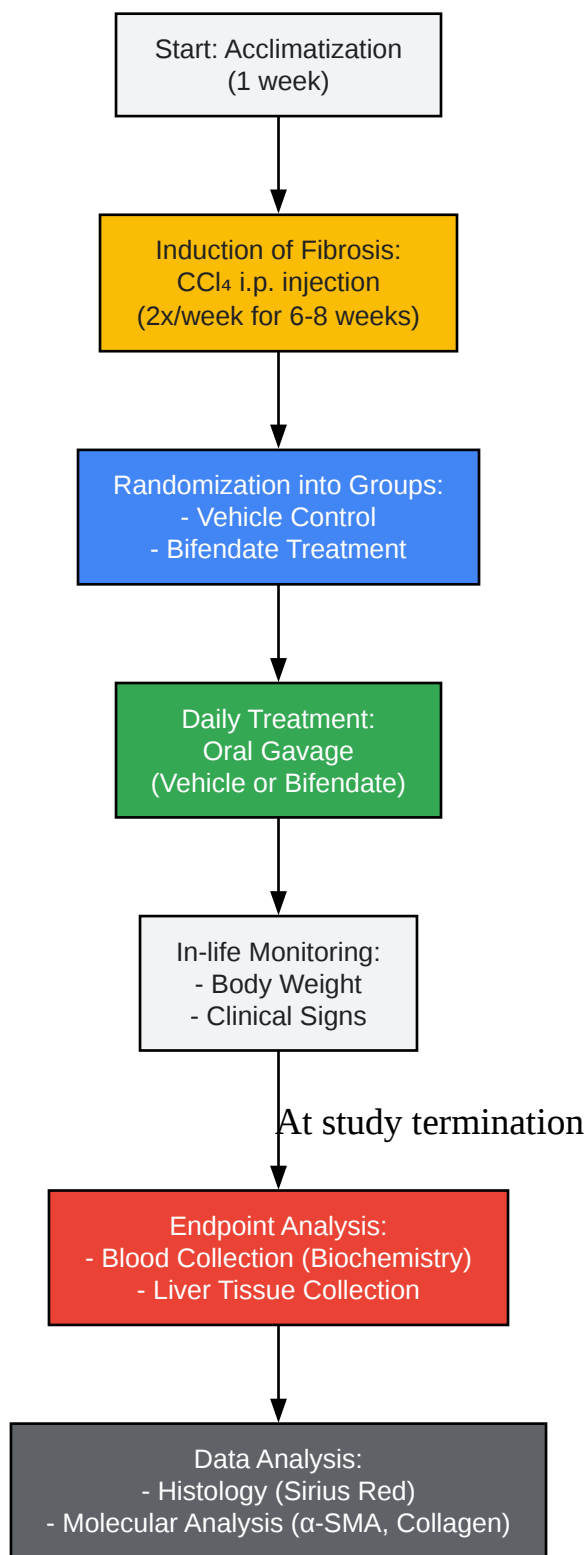 Start: Acclimatization
(1 week)
Induction of Fibrosis:
CCl₄ i.p. injection
(2x/week for 6-8 weeks)
Randomization into Groups:
- Vehicle Control
- Bifendate Treatment
Daily Treatment:
Oral Gavage
(Vehicle or Bifendate)
In-life Monitoring:
- Body Weight
- Clinical Signs
At study termination
Endpoint Analysis:
- Blood Collection (Biochemistry)
- Liver Tissue Collection
Data Analysis:
- Histology (Sirius Red)
- Molecular Analysis (α-SMA, Collagen)